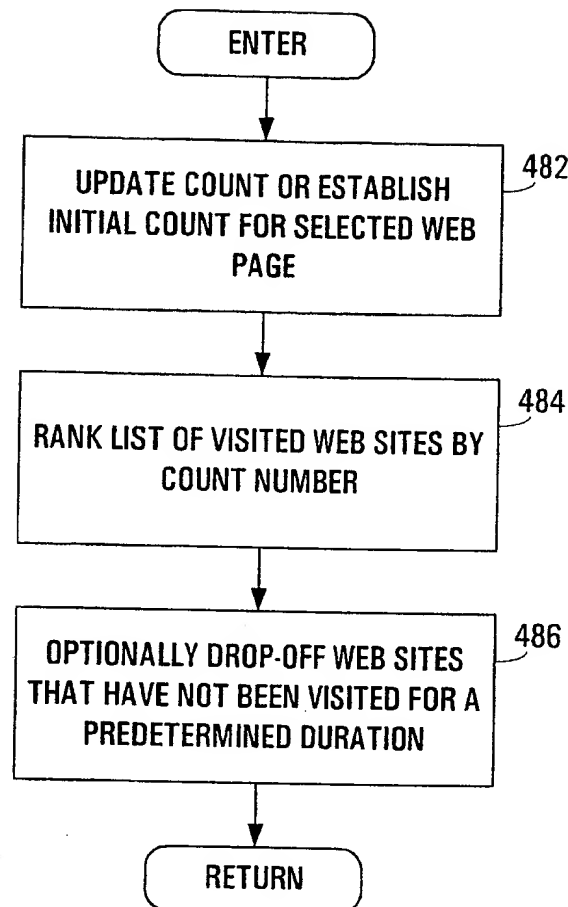 ENTER
482
UPDATE COUNT OR ESTABLISH
INITIAL COUNT FOR SELECTED WEB
PAGE
484
RANK LIST OF VISITED WEB SITES BY
COUNT NUMBER
486
OPTIONALLY DROP-OFF WEB SITES
THAT HAVE NOT BEEN VISITED FOR A
PREDETERMINED DURATION
RETURN